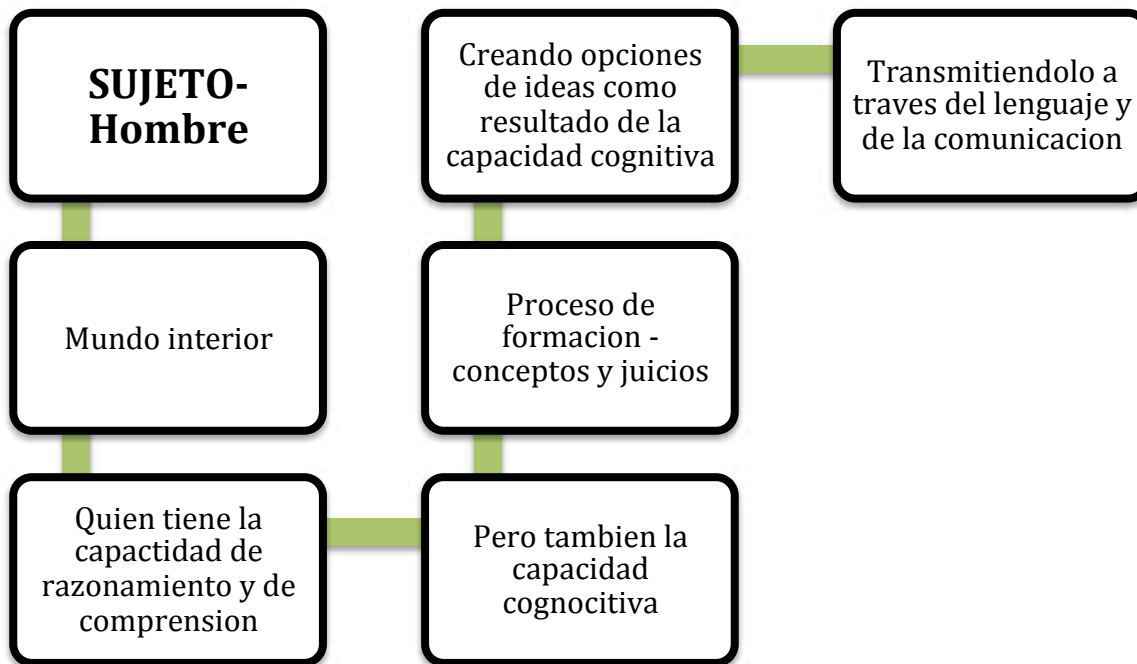 SUJETO-
Hombre
Mundo interior
Quien tiene la
capactidad de
razonamiento y de
comprension
Pero tambien la
capacidad
cognocitiva
Proceso de
formacion -
conceptos y juicios
Creando opciones
de ideas como
resultado de la
capacidad cognitiva
Transmitiendolo a
traves del lenguaje y
de la comunicacion